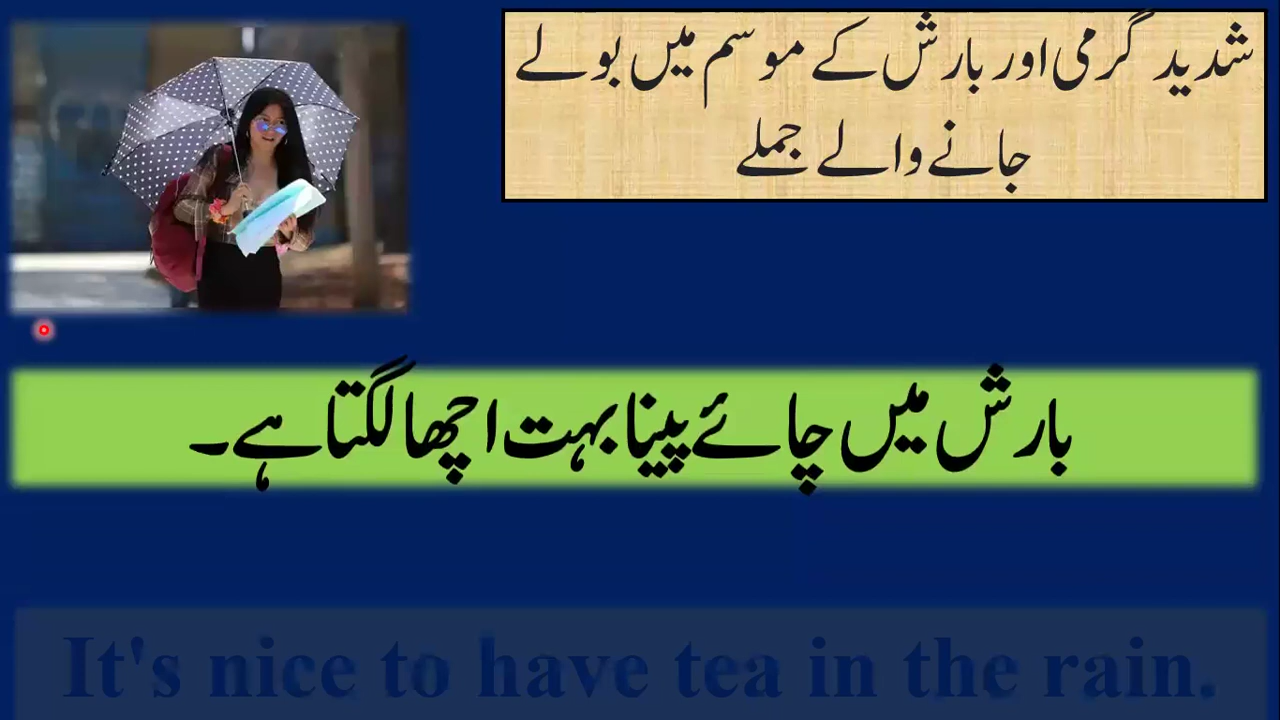 شدید گرمی اور بارش کے موسم میں بولے
جانے والے جملے
بارش میں چائے پینا بہت اچھا لگتا ہے۔
It's nice to have tea in the rain.